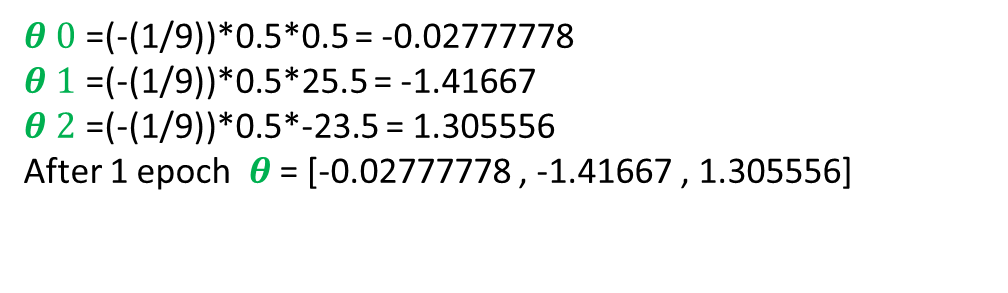 θ 0 =(-(1/9))*0.5*0.5 = -0.02777778
θ 1 =(-(1/9))*0.5*25.5 = -1.41667
θ 2 =(-(1/9))*0.5*-23.5 = 1.305556
After 1 epoch θ = [-0.02777778 , -1.41667 , 1.305556]